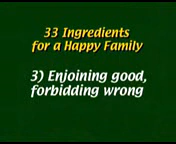 33 Ingredients
for a Happy Family
3) Enjoining good,
forbidding wrong